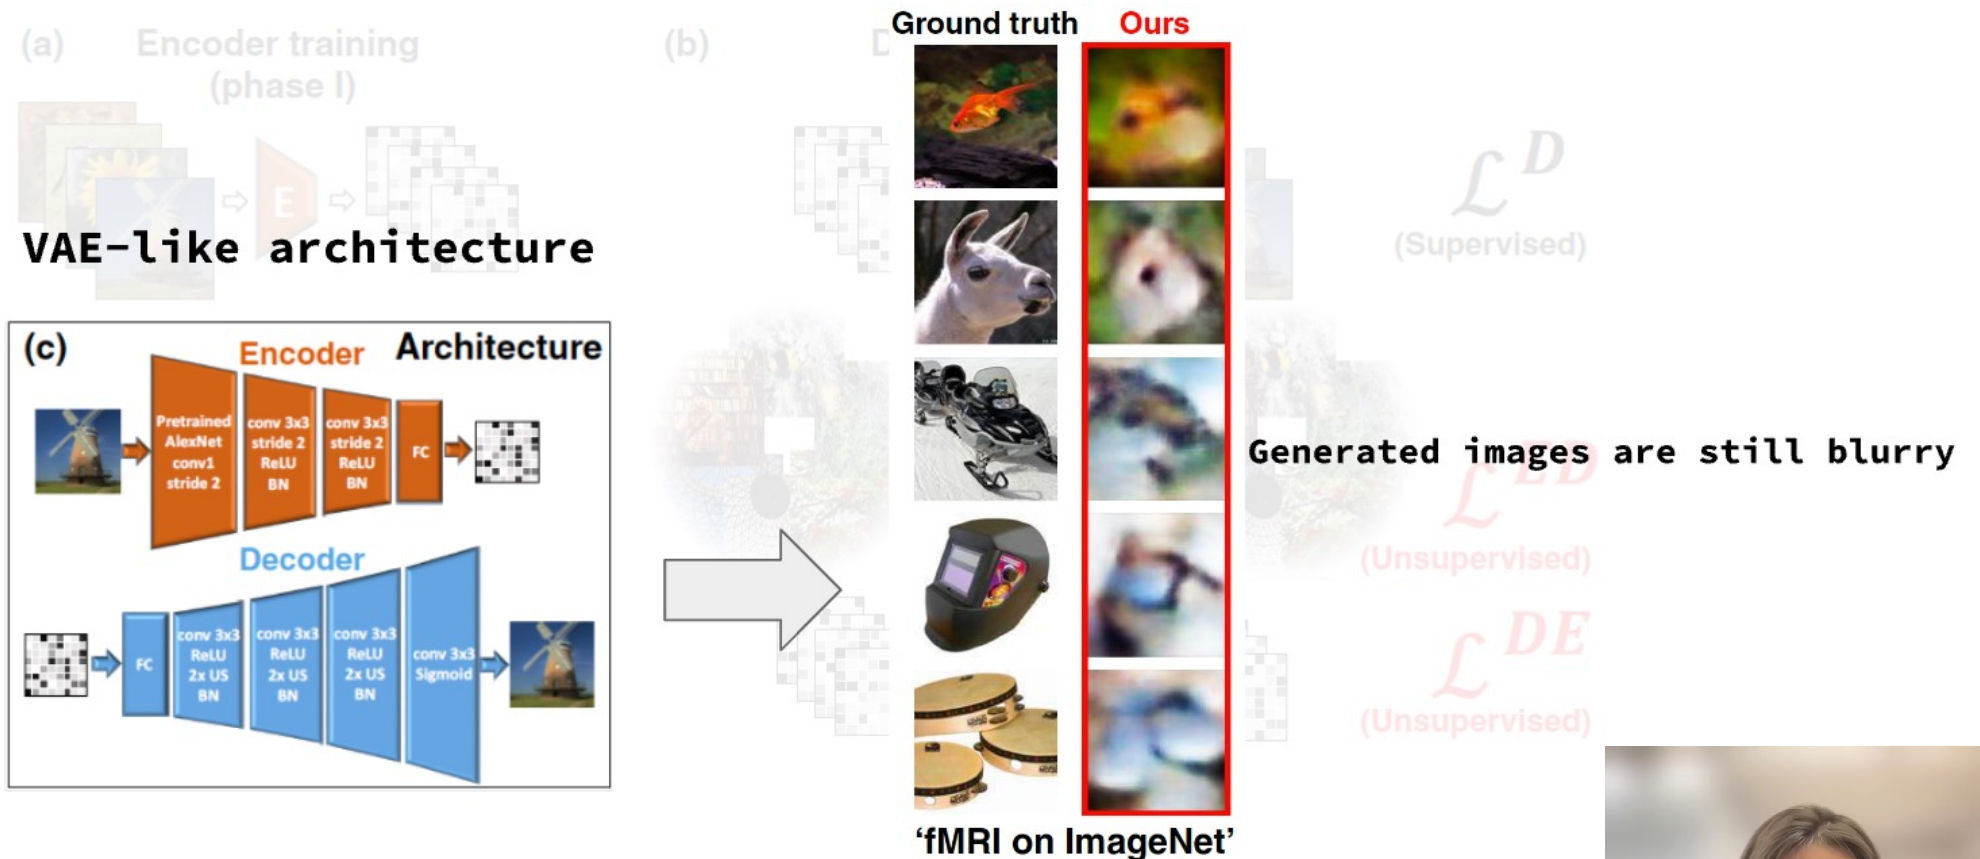 (a)
Encoder training
(phase I)
E
VAE-like architecture
(c)
Encoder
Architecture
Pretrained
AlexNet
conv1
stride 2
conv 3x3
stride 2
ReLU
BN
conv 3x3
stride 2
ReLU
BN
FC
Decoder
FC
conv 3x3
ReLU
2x US
BN
conv 3x3
ReLU
2x US
BN
conv 3x3
ReLU
2x US
BN
conv 3x3
Sigmoid
(b)
Ground truth
Ours
‘fMRI on ImageNet’
ℒ D
(Supervised)
Generated images are still blurry
ℒ ED
(Unsupervised)
ℒ DE
(Unsupervised)